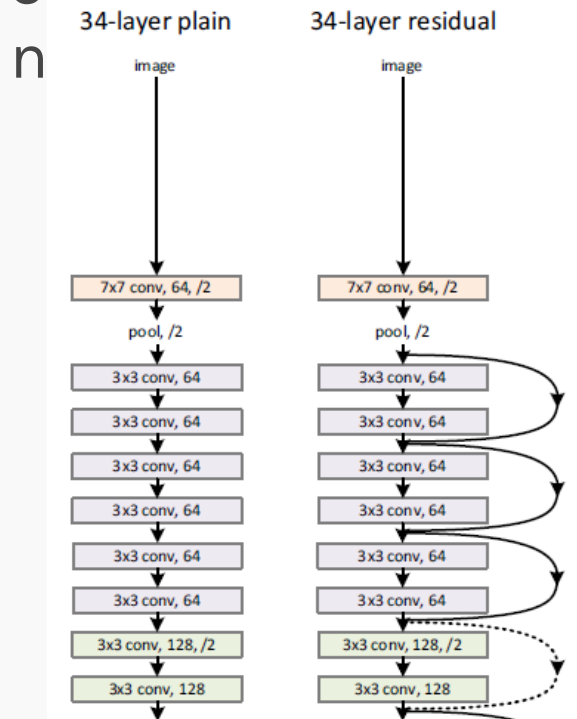 n
34-layer plain
image
7x7 conv, 64, /2
pool, /2
3x3 conv, 64
3x3 conv, 64
3x3 conv, 64
3x3 conv, 64
3x3 conv, 64
3x3 conv, 64
3x3 conv, 128, /2
3x3 conv, 128
34-layer residual
image
7x7 conv, 64, /2
pool, /2
3x3 conv, 64
3x3 conv, 64
3x3 conv, 64
3x3 conv, 64
3x3 conv, 64
3x3 conv, 64
3x3 conv, 128, /2
3x3 conv, 128